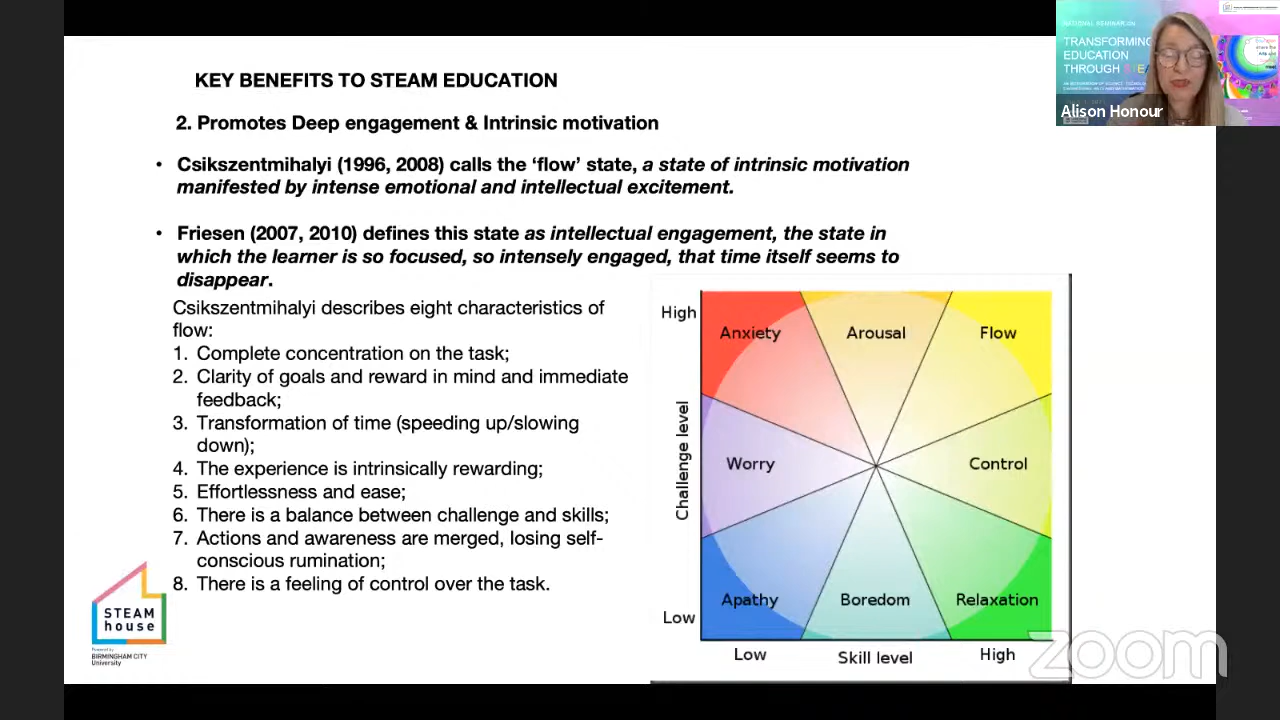 KEY BENEFITS TO STEAM EDUCATION
2. Promotes Deep engagement & Intrinsic motivation
• Csikszentmihalyi (1996, 2008) calls the ‘flow’ state, a state of intrinsic motivation
manifested by intense emotional and intellectual excitement.
• Friesen (2007, 2010) defines this state as intellectual engagement, the state in
which the learner is so focused, so intensely engaged, that time itself seems to
disappear.
Csikszentmihalyi describes eight characteristics of
flow:
1. Complete concentration on the task;
2. Clarity of goals and reward in mind and immediate
feedback;
3. Transformation of time (speeding up/slowing
down);
4. The experience is intrinsically rewarding;
5. Effortlessness and ease;
6. There is a balance between challenge and skills;
7. Actions and awareness are merged, losing self-
conscious rumination;
8. There is a feeling of control over the task.
STEAM
house
Powered by
BIRMINGHAM CITY
University
High
Challenge level
Low
Anxiety
Arousal
Flow
Worry
Control
Apathy
Boredom
Relaxation
Low
Skill level
High
zoom
NATIONAL SEMINAR ON
TRANSFORMING
EDUCATION
THROUGH STE
Alison Honour